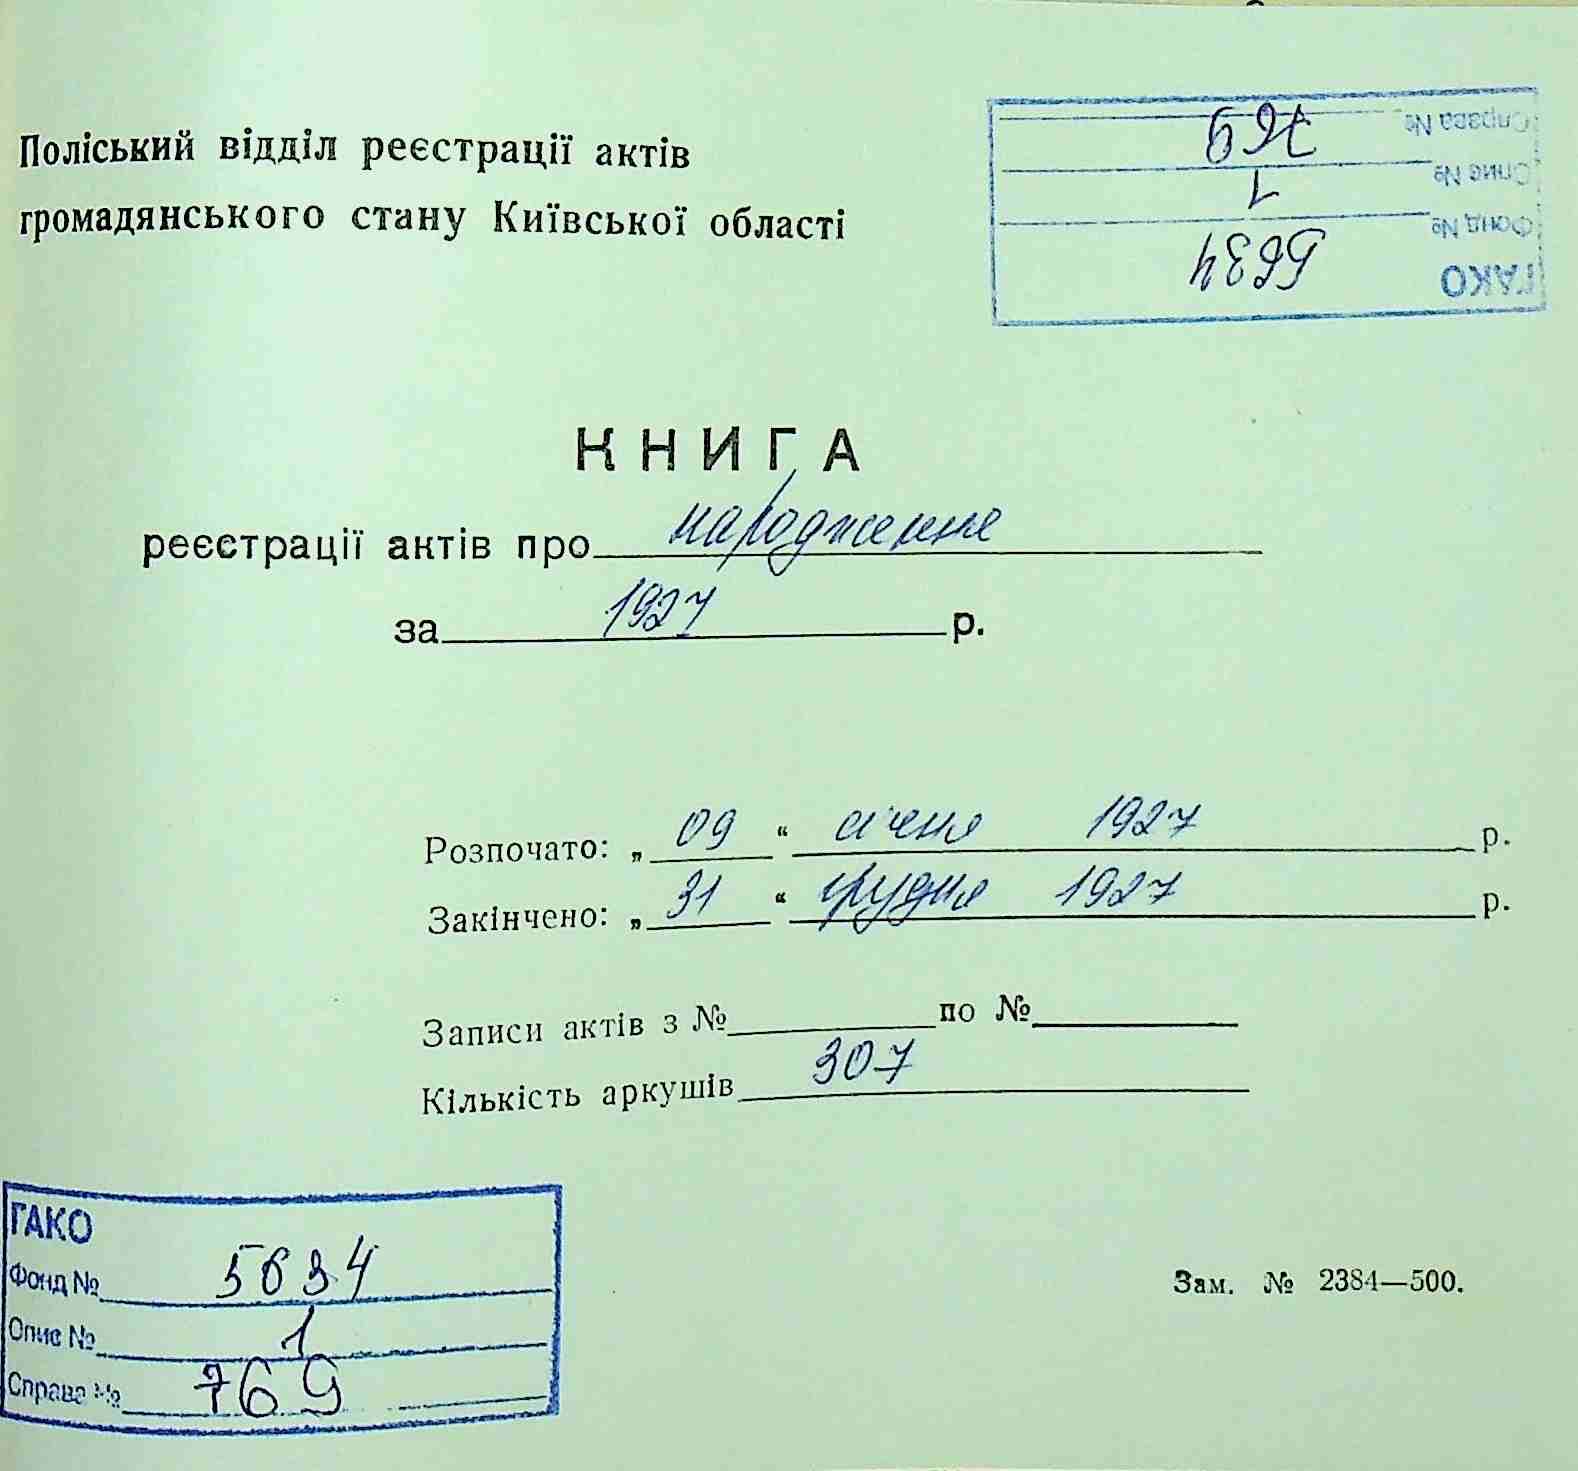 Поліський відділ реєстрації актів
громадянського стану Київської області
ГАКО
Фонд № 5634
Опис № 1
Справа № 769
КНИГА
реєстрації актів про народження
за 1927 р.
Розпочато: „ 09 “ січня 1927 р.
Закінчено: „ 31 “ грудня 1927 р.
Записи актів з № по №
Кількість аркушів 307
ГАКО
Фонд № 5634
Опис № 1
Справа № 769
Зам. № 2384—500.